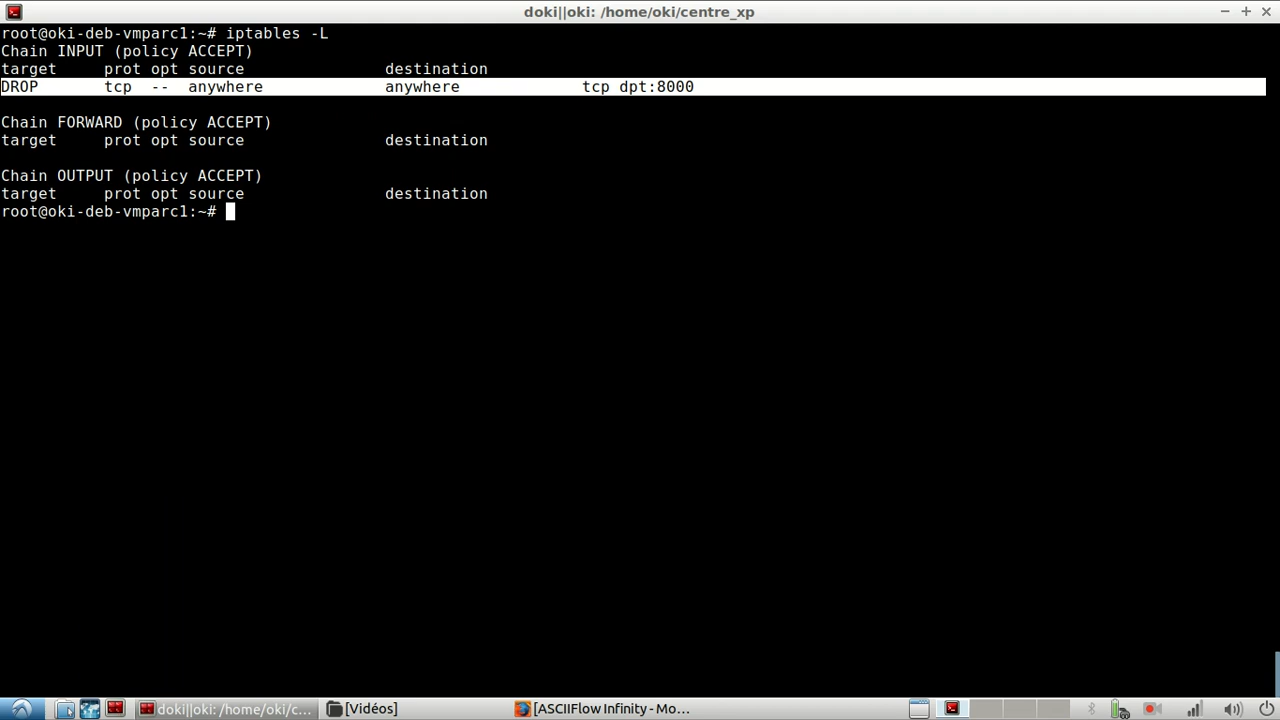 doki||oki: /home/oki/centre_xp
root@oki-deb-vmparc1:~# iptables -L
Chain INPUT (policy ACCEPT)
target     prot opt source               destination
DROP       tcp  --  anywhere             anywhere             tcp dpt:8000
Chain FORWARD (policy ACCEPT)
target     prot opt source               destination
Chain OUTPUT (policy ACCEPT)
target     prot opt source               destination
root@oki-deb-vmparc1:~#
doki||oki: /home/oki/c... [Vidéos] [ASCIIFlow Infinity - Mo...